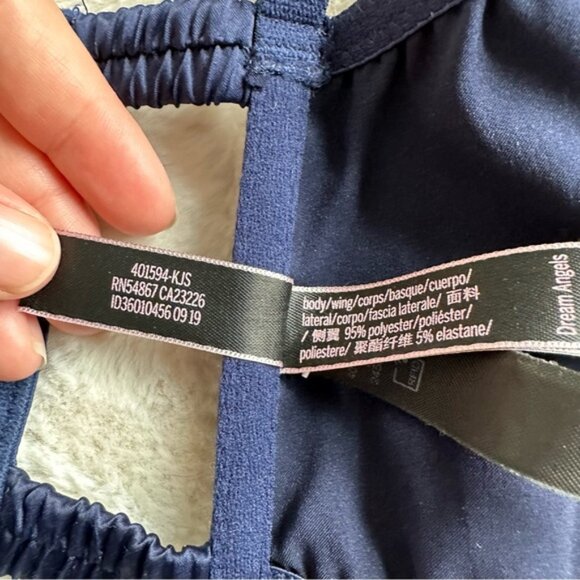 401594-KJS
RN54867 CA23226
ID36010456 09 19
body/wing/corps/basque/cuerpo/
lateral/corpo/fascia laterale/ 面料
/ 侧翼 95% polyester/poliéster/
poliestere/ 聚酯纤维 5% elastane/
Dream Angels